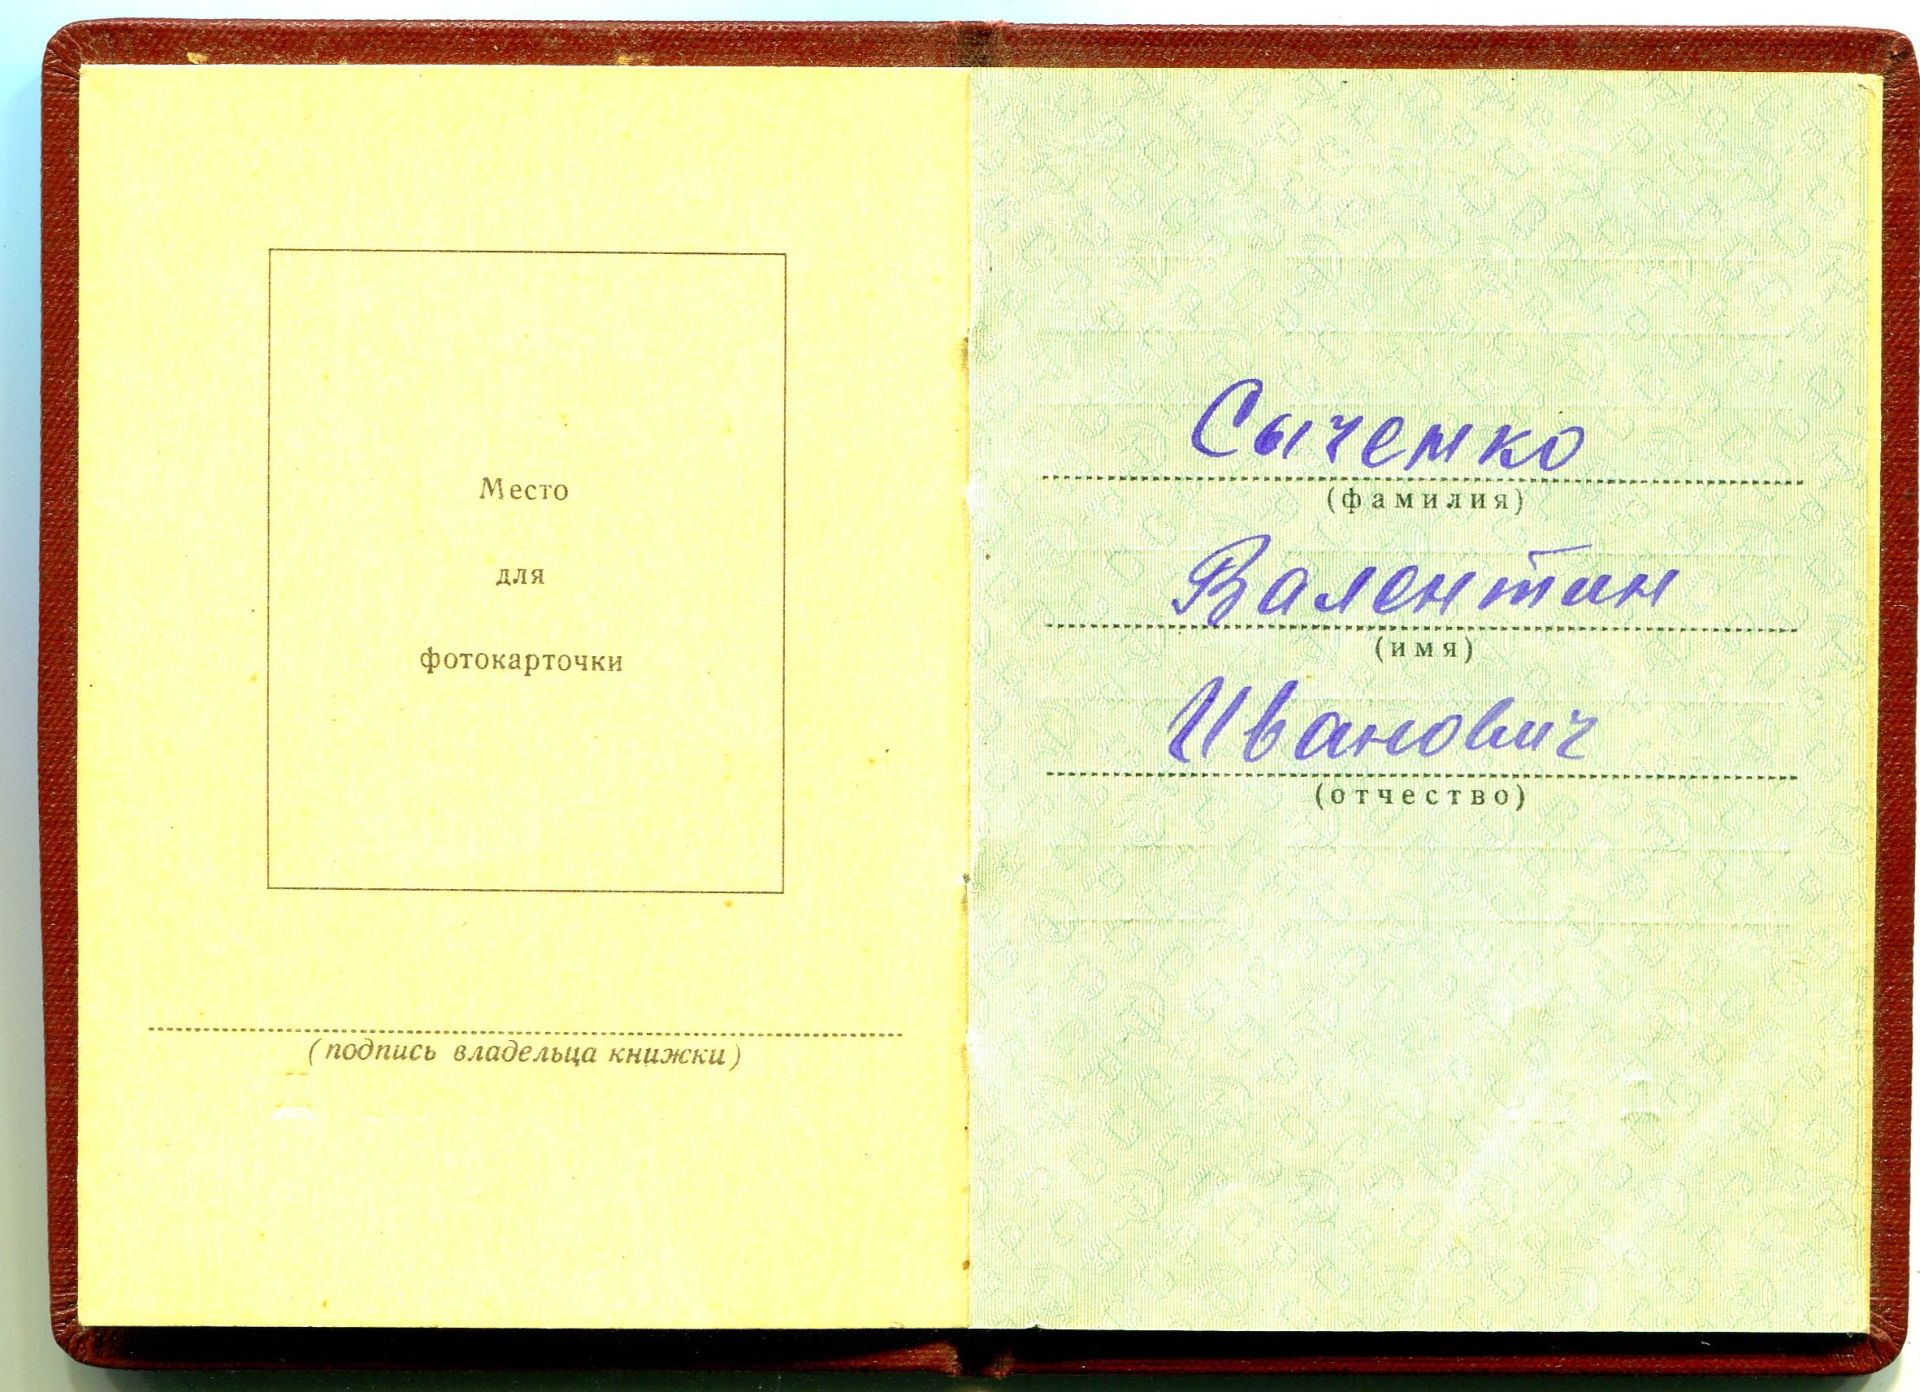 Место
для
фотокарточки
(подпись владельца книжки)
Сыченко
(фамилия)
Валентин
(имя)
Иванович
(отчество)